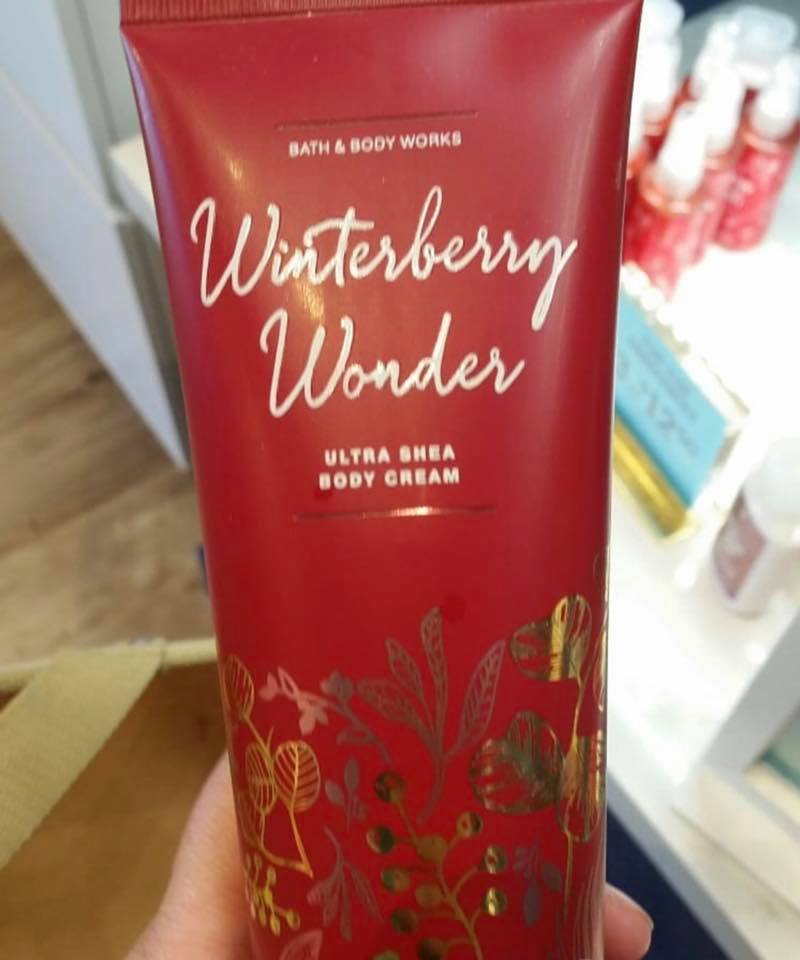 BATH & BODY WORKS
Winterberry
Wonder
ULTRA SHEA
BODY CREAM